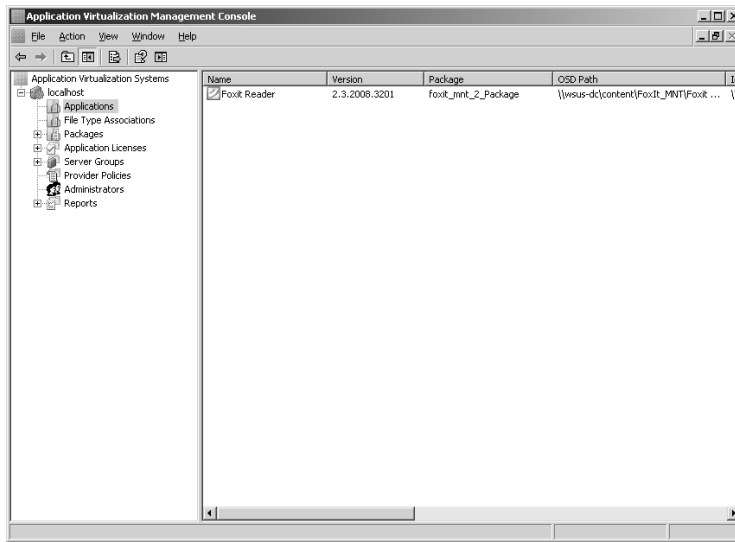 Application Virtualization Management Console
File Action View Window Help
Application Virtualization Systems
localhost
Applications
File Type Associations
Packages
Application Licenses
Server Groups
Provider Policies
Administrators
Reports
Name Version Package OSD Path
Foxit Reader 2.3.2008.3201 foxit_mnt_2_Package \\wsus-dc\content\FoxIt_MNT\Foxit ...